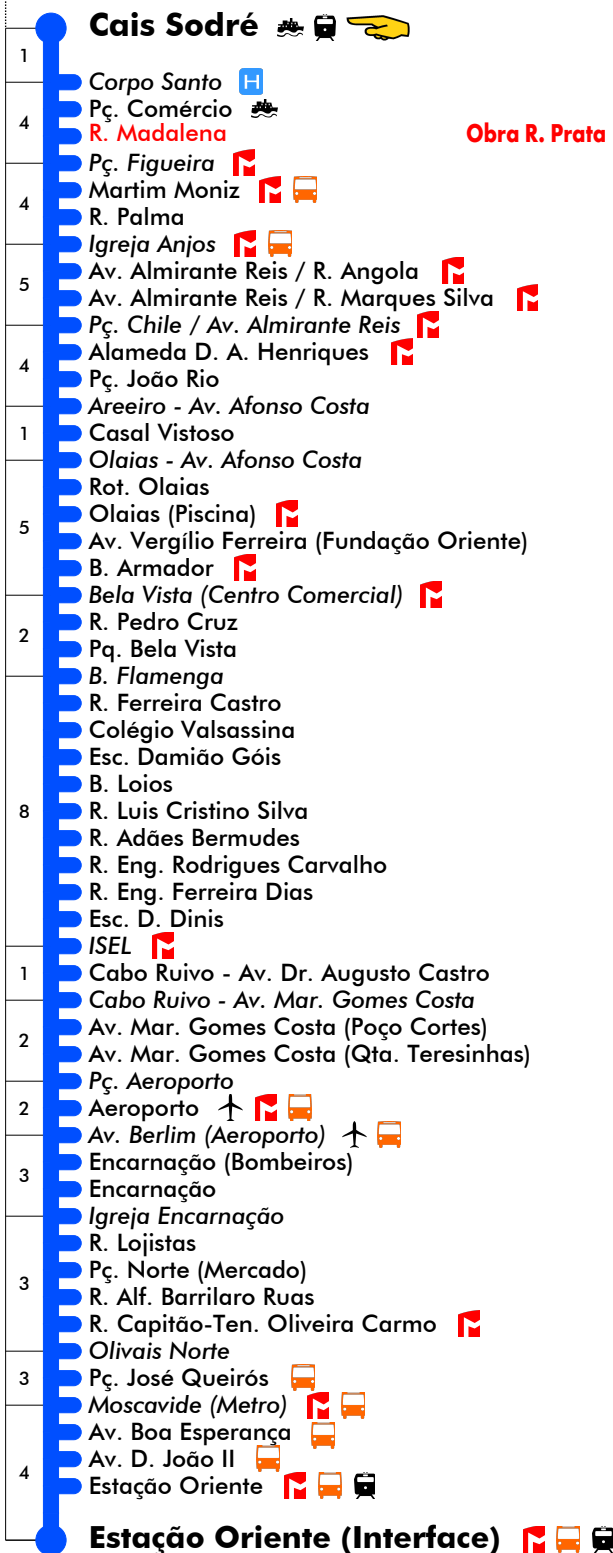 Cais Sodré
1
Corpo Santo H
Pç. Comércio
4
R. Madalena Obra R. Prata
Pç. Figueira
Martim Moniz
4
R. Palma
Igreja Anjos
Av. Almirante Reis / R. Angola
5
Av. Almirante Reis / R. Marques Silva
Pç. Chile / Av. Almirante Reis
Alameda D. A. Henriques
4
Pç. João Rio
Areeiro - Av. Afonso Costa
1
Casal Vistoso
Olaias - Av. Afonso Costa
Rot. Olaias
Olaias (Piscina)
5
Av. Vergílio Ferreira (Fundação Oriente)
B. Armador
Bela Vista (Centro Comercial)
R. Pedro Cruz
2
Pq. Bela Vista
B. Flamenga
R. Ferreira Castro
Colégio Valsassina
Esc. Damião Góis
B. Loios
8
R. Luis Cristino Silva
R. Adães Bermudes
R. Eng. Rodrigues Carvalho
R. Eng. Ferreira Dias
Esc. D. Dinis
ISEL
1
Cabo Ruivo - Av. Dr. Augusto Castro
Cabo Ruivo - Av. Mar. Gomes Costa
Av. Mar. Gomes Costa (Poço Cortes)
2
Av. Mar. Gomes Costa (Qta. Teresinhas)
Pç. Aeroporto
2
Aeroporto
Av. Berlim (Aeroporto)
Encarnação (Bombeiros)
3
Encarnação
Igreja Encarnação
R. Lojistas
Pç. Norte (Mercado)
3
R. Alf. Barrilaro Ruas
R. Capitão-Ten. Oliveira Carmo
Olivais Norte
3
Pç. José Queirós
Moscavide (Metro)
Av. Boa Esperança
Av. D. João II
4
Estação Oriente
Estação Oriente (Interface)